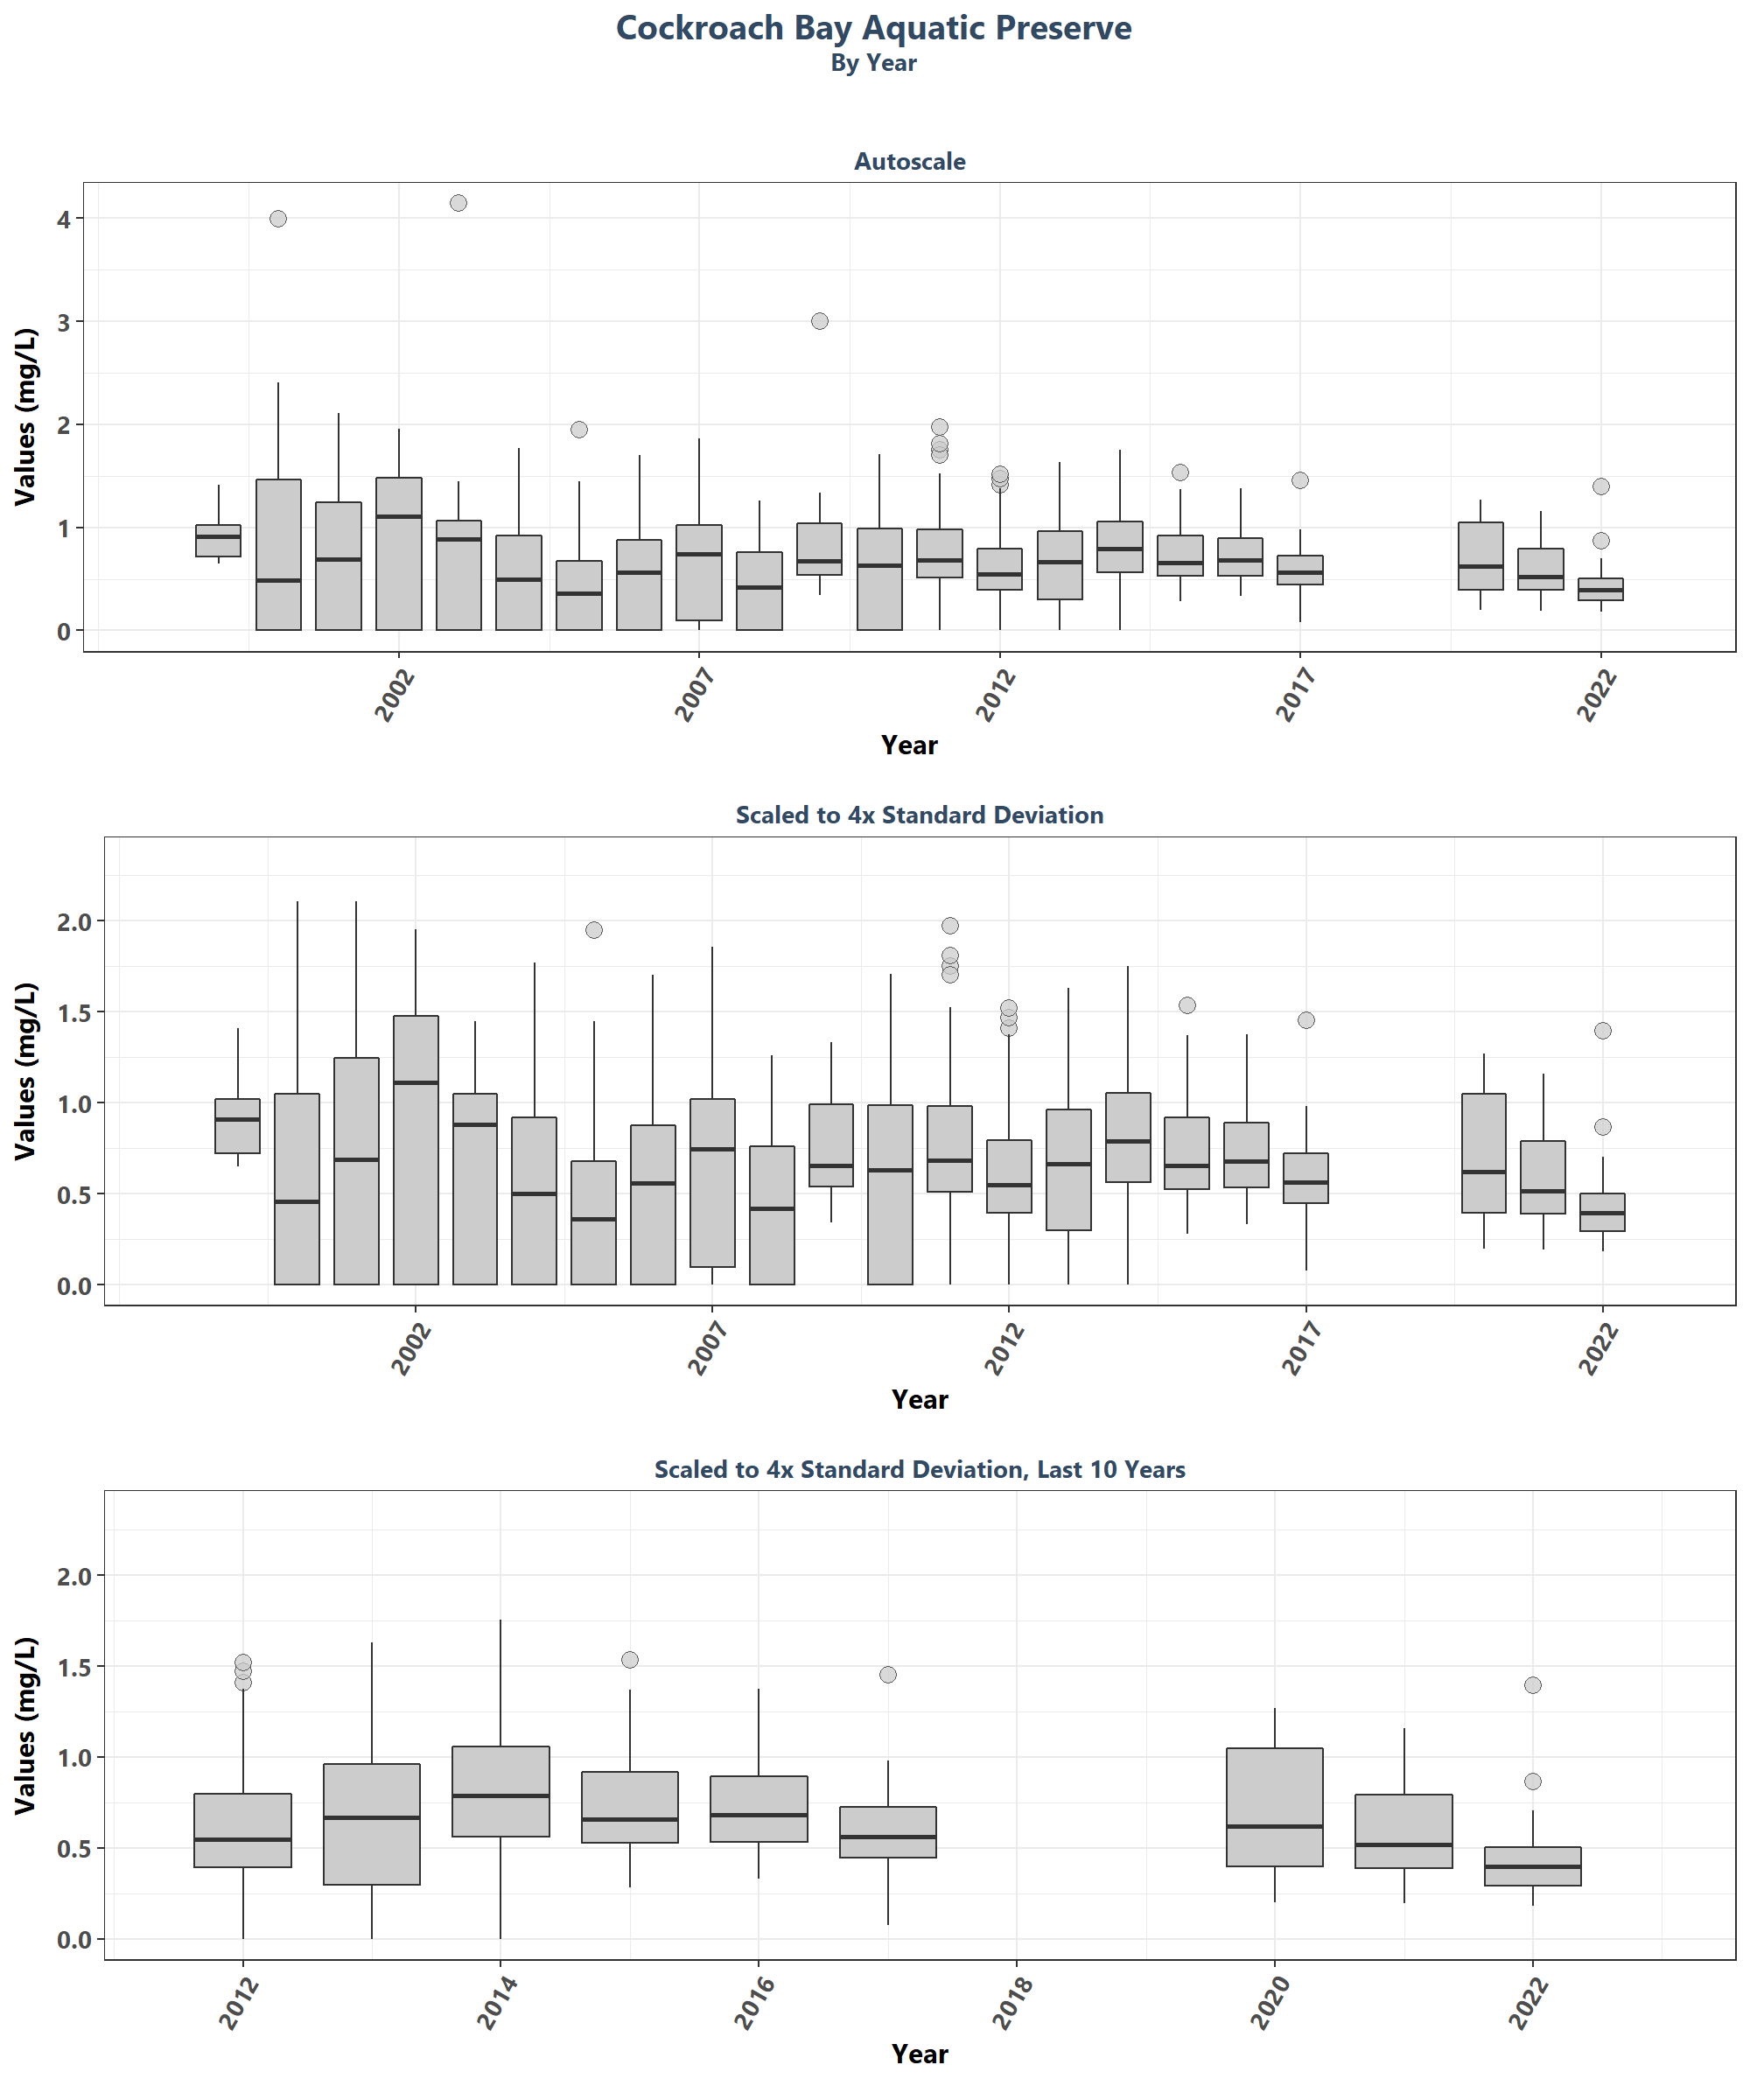 Cockroach Bay Aquatic Preserve
By Year
Autoscale
Values (mg/L)
4
3
2
1
0
2002 2007 2012 2017 2022
Year
Scaled to 4x Standard Deviation
Values (mg/L)
2.0
1.5
1.0
0.5
0.0
2002 2007 2012 2017 2022
Year
Scaled to 4x Standard Deviation, Last 10 Years
Values (mg/L)
2.0
1.5
1.0
0.5
0.0
2012 2014 2016 2018 2020 2022
Year